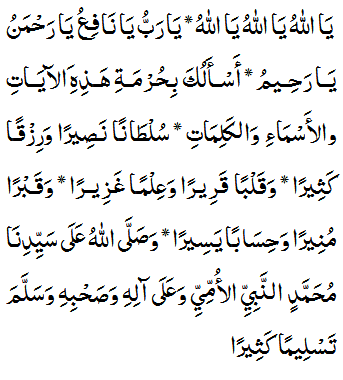 يَا اللهُ يَا اللهُ يَا اللهُ * يَا رَبُّ يَا نَافِعُ يَا رَحْمَنُ
يَا رَحِيمُ * أَسْأَلُكَ بِحُرْمَةِ هَذِهِ الآيَاتِ
والأَسْمَاءِ وَالكَلِمَاتِ * سُلْطَانًا نَصِيرًا وَرِزْقًا
كَثِيرًا * وَقَلْبًا قَرِيرًا وَعِلْمًا غَزِيرًا * وَقَبْرًا
مُنِيرًا وَحِسَابًا يَسِيرًا * وَصَلَّى اللهُ عَلَى سَيِّدِنَا
مُحَمَّدٍ النَّبِيِّ الأُمِّيِّ وَعَلَى آلِهِ وَصَحْبِهِ وَسَلَّمَ
تَسْلِيمًا كَثِيرًا